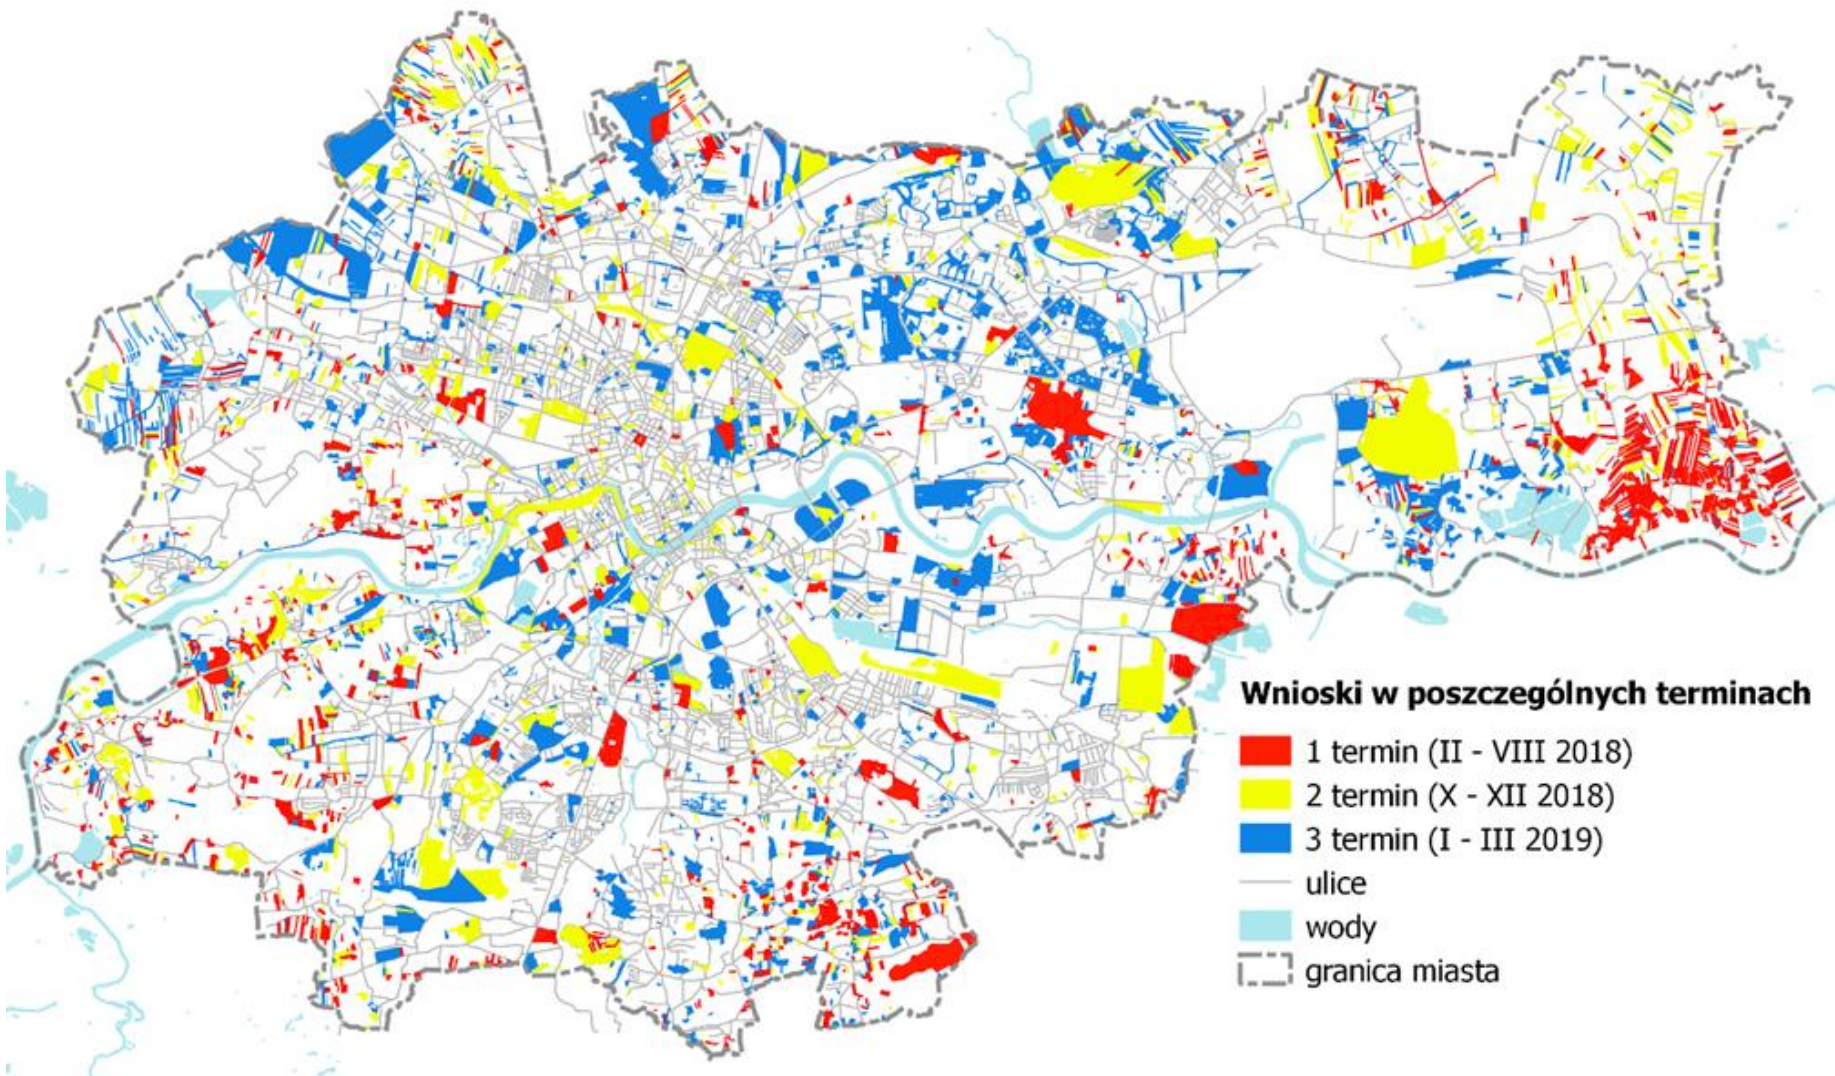 Wnioski w poszczególnych terminach
1 termin (II - VIII 2018)
2 termin (X - XII 2018)
3 termin (I - III 2019)
ulice
wody
granica miasta